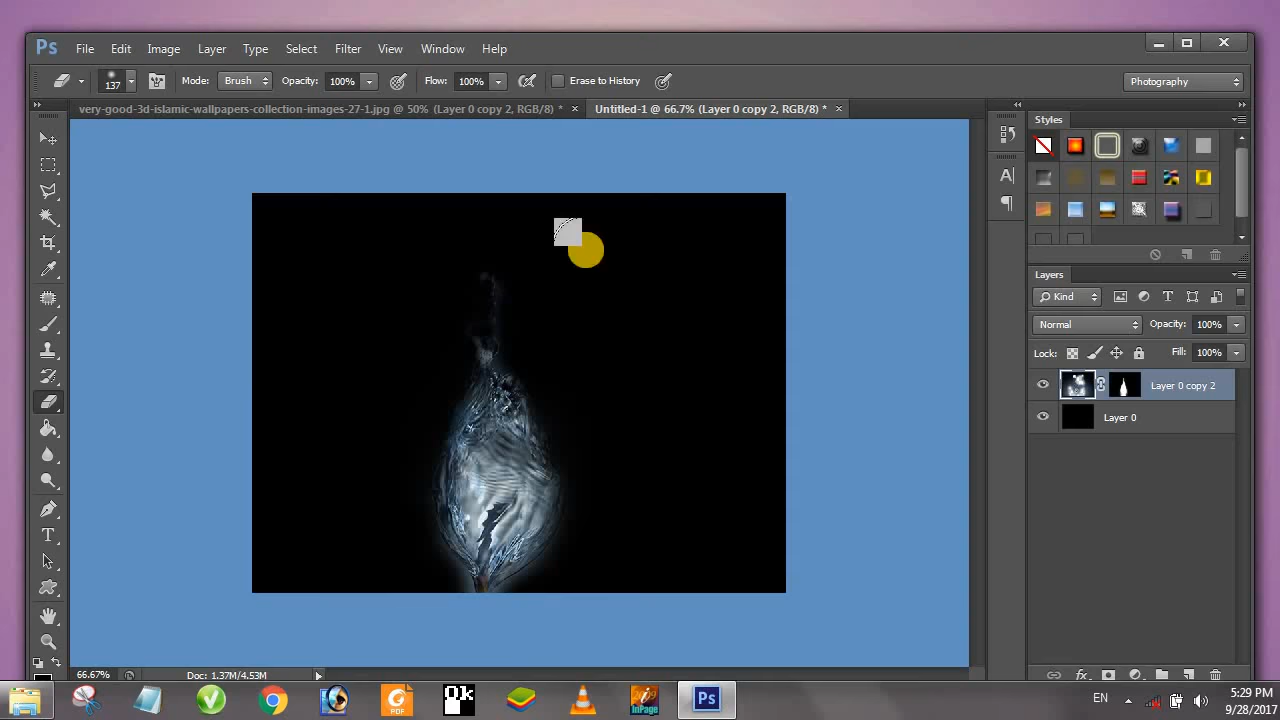 Ps File Edit Image Layer Type Select Filter View Window Help
137 Mode: Brush Opacity: 100% Flow: 100% Erase to History Photography
very-good-3d-islamic-wallpapers-collection-images-27-1.jpg @ 50% (Layer 0 copy 2, RGB/8) * × Untitled-1 @ 66.7% (Layer 0 copy 2, RGB/8) * ×
Styles
Layers
Kind
Normal Opacity: 100%
Lock: Fill: 100%
Layer 0 copy 2
Layer 0
66.67% Doc: 1.37M/4.53M
PDF Ok InPage Ps EN 5:29 PM
9/28/2017